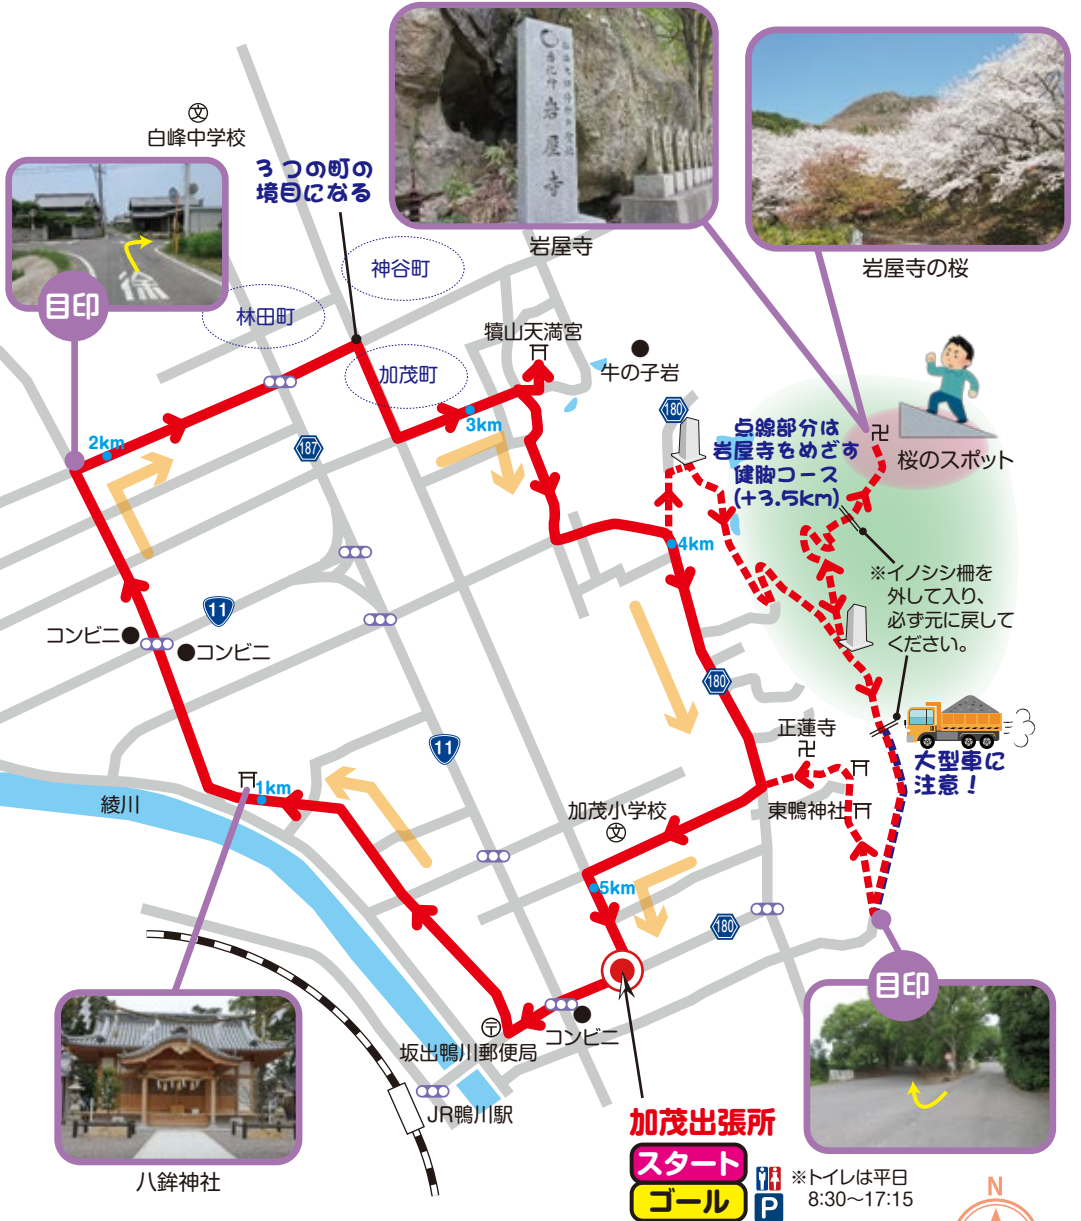 文
白峰中学校
3つの町の
境目になる
岩屋寺
岩屋寺
岩屋寺の桜
目印
神谷町
林田町
加茂町
犢山天満宮
牛の子岩
180
点線部分は
岩屋寺をめざす
健脚コース
(+3.5km)
桜のスポット
2km
3km
187
4km
※イノシシ柵を
外して入り、
必ず元に戻して
ください。
11
コンビニ
コンビニ
180
正蓮寺
大型車に
注意！
11
綾川
1km
加茂小学校
文
東鴨神社
5km
180
目印
坂出鴨川郵便局
コンビニ
JR鴨川駅
八鉾神社
加茂出張所
スタート
ゴール
P
※トイレは平日
8:30～17:15
N